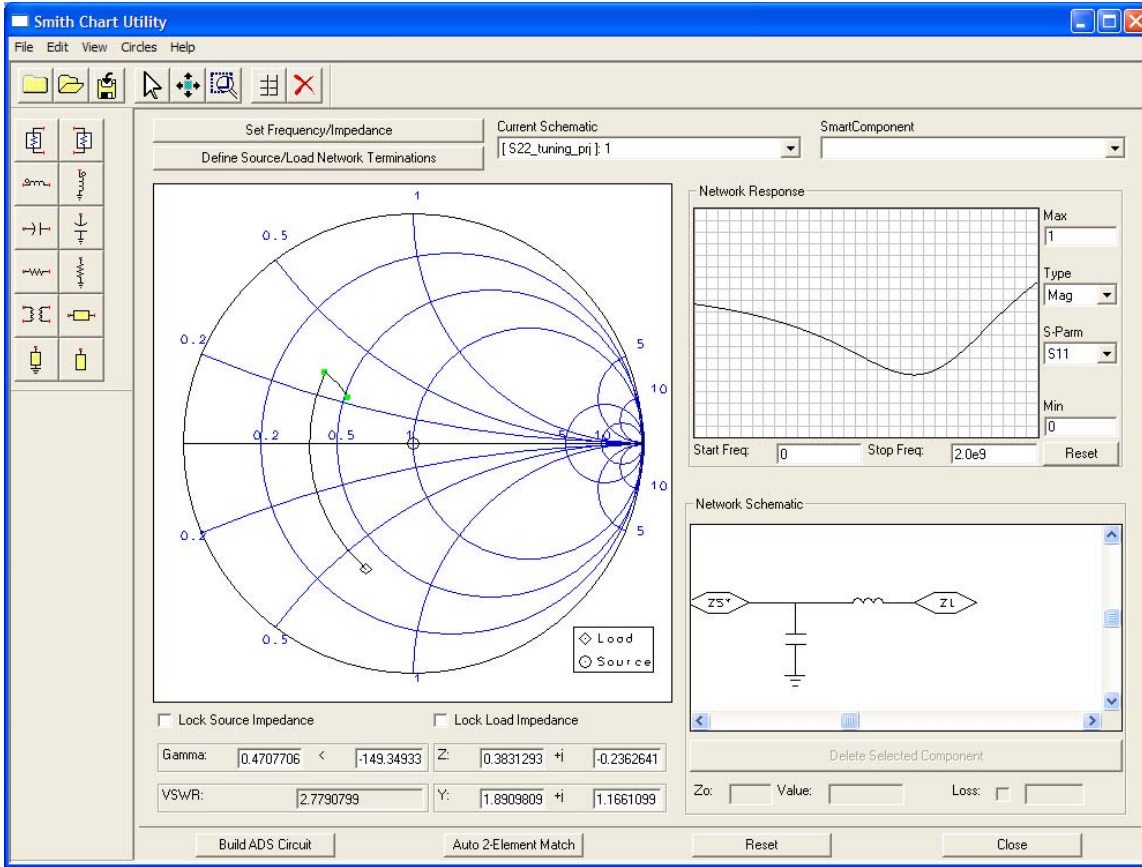 Smith Chart Utility
File Edit View Circles Help
Set Frequency/Impedance
Define Source/Load Network Terminations
Current Schematic
[ S22_tuning_prj ]: 1
SmartComponent
1
0.5
0.2
5
10
0.2 0.5 1 5 10
10
5
0.2
0.5
1
Load
Source
Network Response
Max
1
Type
Mag
S-Parm
S11
Min
0
Start Freq: 0 Stop Freq: 2.0e9 Reset
Network Schematic
ZS* ZL
Lock Source Impedance Lock Load Impedance
Gamma: 0.4707706 < -149.34933 Z: 0.3831293 +j -0.2362641
VSWR: 2.7790799 Y: 1.8909809 +j 1.1661099
Delete Selected Component
Zo: Value: Loss:
Build ADS Circuit Auto 2-Element Match Reset Close